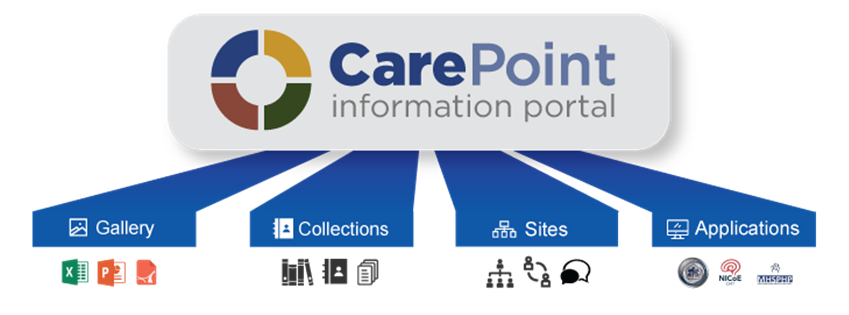 CarePoint
information portal
Gallery
Collections
Sites
Applications
X
P
NICoE
MHSPHP